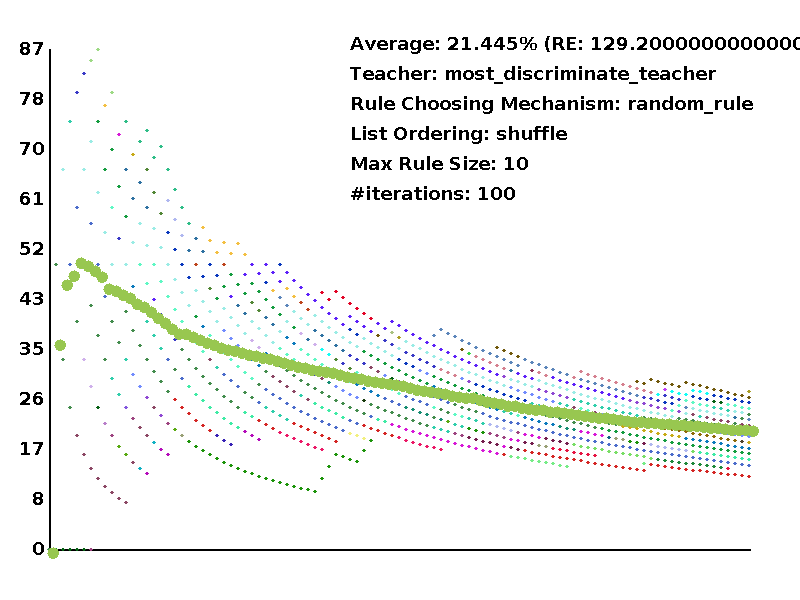 Average: 21.445% (RE: 129.2000000000000
Teacher: most_discriminate_teacher
Rule Choosing Mechanism: random_rule
List Ordering: shuffle
Max Rule Size: 10
#iterations: 100
87
78
70
61
52
43
35
26
17
8
0